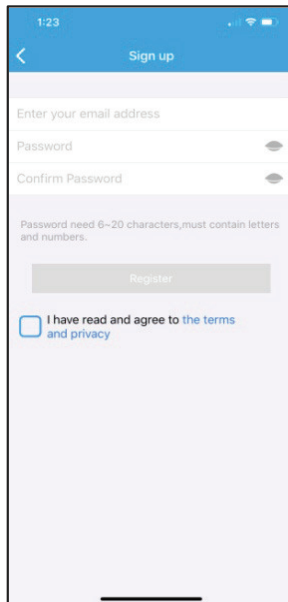 1:23
Sign up
Enter your email address
Password
Confirm Password
Password need 6-20 characters,must contain letters
and numbers.
Register
I have read and agree to the terms
and privacy